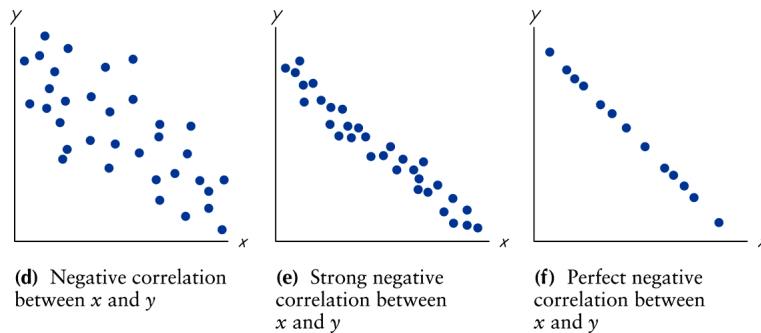 y
x
(d) Negative correlation
between x and y
y
x
(e) Strong negative
correlation between
x and y
y
x
(f) Perfect negative
correlation between
x and y